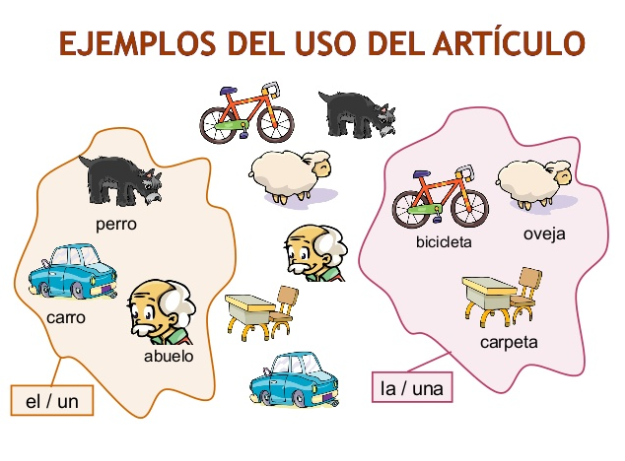 EJEMPLOS DEL USO DEL ARTÍCULO
perro
carro
abuelo
el / un
bicicleta
oveja
carpeta
la / una